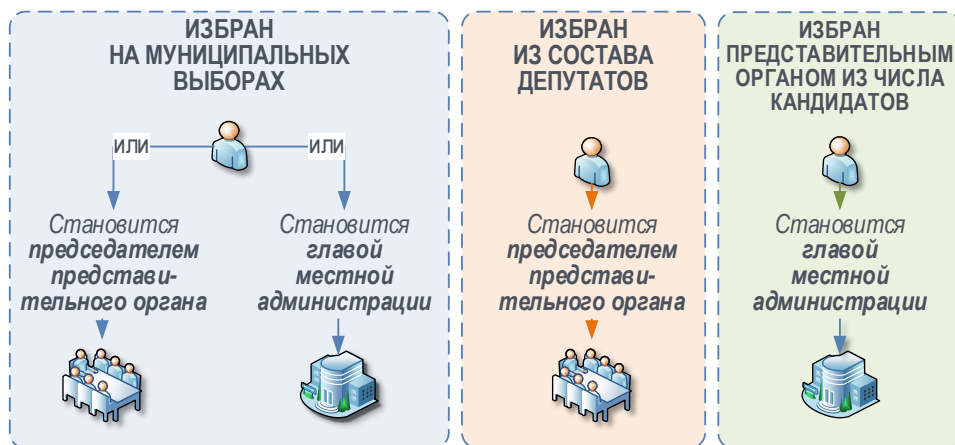 ИЗБРАН
НА МУНИЦИПАЛЬНЫХ
ВЫБОРАХ
ИЛИ
ИЛИ
Становится
председателем
представи-
тельного органа
Становится
главой
местной
администрации
ИЗБРАН
ИЗ СОСТАВА
ДЕПУТАТОВ
Становится
председателем
представи-
тельного органа
ИЗБРАН
ПРЕДСТАВИТЕЛЬНЫМ
ОРГАНОМ ИЗ ЧИСЛА
КАНДИДАТОВ
Становится
главой
местной
администрации